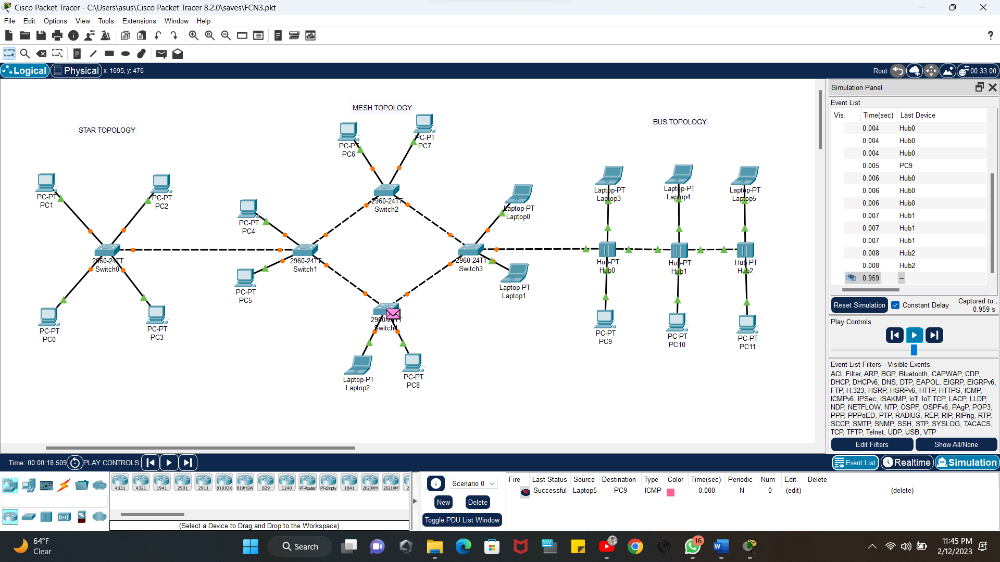 Cisco Packet Tracer - C:\Users\asus\Cisco Packet Tracer 8.2.0\saves\FCN3.pkt
File Edit Options View Tools Extensions Window Help
?
Logical Physical x: 1695, y: 476
Root 00:33:00
STAR TOPOLOGY
MESH TOPOLOGY
BUS TOPOLOGY
PC-PT
PC1
PC-PT
PC2
2960-24TT
Switch0
PC-PT
PC0
PC-PT
PC3
PC-PT
PC6
PC-PT
PC7
2960-24TT
Switch2
PC-PT
PC4
2960-24TT
Switch1
PC-PT
PC5
Laptop-PT
Laptop0
2960-24TT
Switch3
Laptop-PT
Laptop1
2960-24TT
Switch4
Laptop-PT
Laptop2
PC-PT
PC8
Laptop-PT
Laptop3
Laptop-PT
Laptop4
Laptop-PT
Laptop5
Hub-PT
Hub0
Hub-PT
Hub1
Hub-PT
Hub2
PC-PT
PC9
PC-PT
PC10
PC-PT
PC11
Simulation Panel
Event List
Vis. Time(sec) Last Device
0.004 Hub0
0.004 Hub0
0.004 Hub0
0.005 PC9
0.006 Hub0
0.006 Hub0
0.006 Hub0
0.007 Hub1
0.007 Hub1
0.007 Hub1
0.008 Hub2
0.008 Hub2
0.959 --
Reset Simulation Constant Delay Captured to:
0.959 s
Play Controls
Event List Filters - Visible Events
ACL Filter, ARP, BGP, Bluetooth, CAPWAP, CDP,
DHCP, DHCPv6, DNS, DTP, EAPOL, EIGRP, EIGRPv6,
FTP, H.323, HSRP, HSRPv6, HTTP, HTTPS, ICMP,
ICMPv6, IPSec, ISAKMP, IoT, IoT TCP, LACP, LLDP,
NDP, NETFLOW, NTP, OSPF, OSPFv6, PAgP, POP3,
PPP, PPPoED, PTP, RADIUS, REP, RIP, RIPng, RTP,
SCCP, SMTP, SNMP, SSH, STP, SYSLOG, TACACS,
TCP, TFTP, Telnet, UDP, USB, VTP
Edit Filters Show All/None
Time: 00:00:18.509 PLAY CONTROLS:
Event List Realtime Simulation
4331 4321 1941 2901 2911 819IOX 819HGW 829 1240 PT-Router PT-Empty 1841 2620XM 2621XM 2
(Select a Device to Drag and Drop to the Workspace)
Scenario 0
New Delete
Toggle PDU List Window
Fire Last Status Source Destination Type Color Time(sec) Periodic Num Edit Delete
Successful Laptop5 PC9 ICMP 0.000 N 0 (edit) (delete)
64°F
Clear
Search
16
11:45 PM
2/12/2023